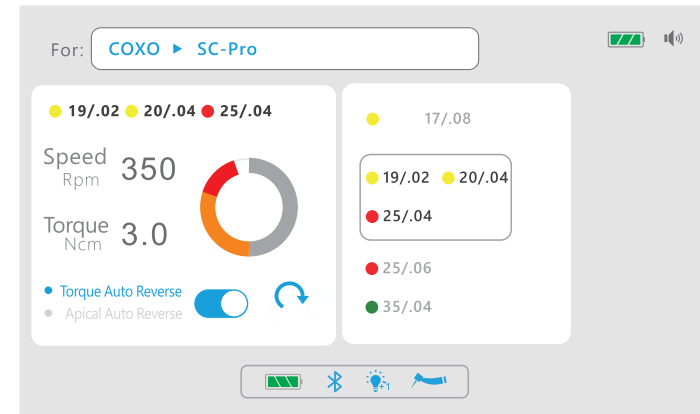 For: COXO ▶ SC-Pro
19/.02 20/.04 25/.04
Speed
Rpm
350
Torque
Ncm
3.0
Torque Auto Reverse
Apical Auto Reverse
17/.08
19/.02 20/.04
25/.04
25/.06
35/.04
+1